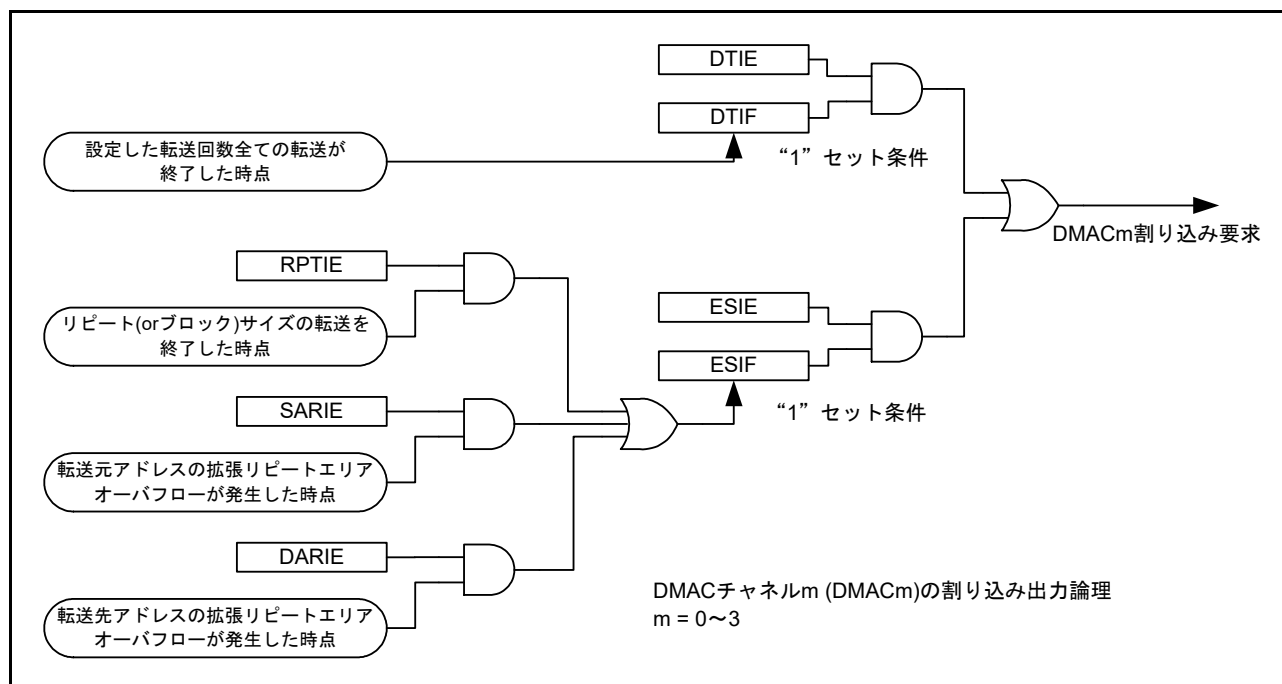 DTIE
DTIF
設定した転送回数全ての転送が
終了した時点
“1”セット条件
DMACm割り込み要求
RPTIE
リピート(orブロック)サイズの転送を
終了した時点
ESIE
ESIF
“1”セット条件
SARIE
転送元アドレスの拡張リピートエリア
オーバフローが発生した時点
DARIE
転送先アドレスの拡張リピートエリア
オーバフローが発生した時点
DMACチャネルm (DMACm)の割り込み出力論理
m = 0～3